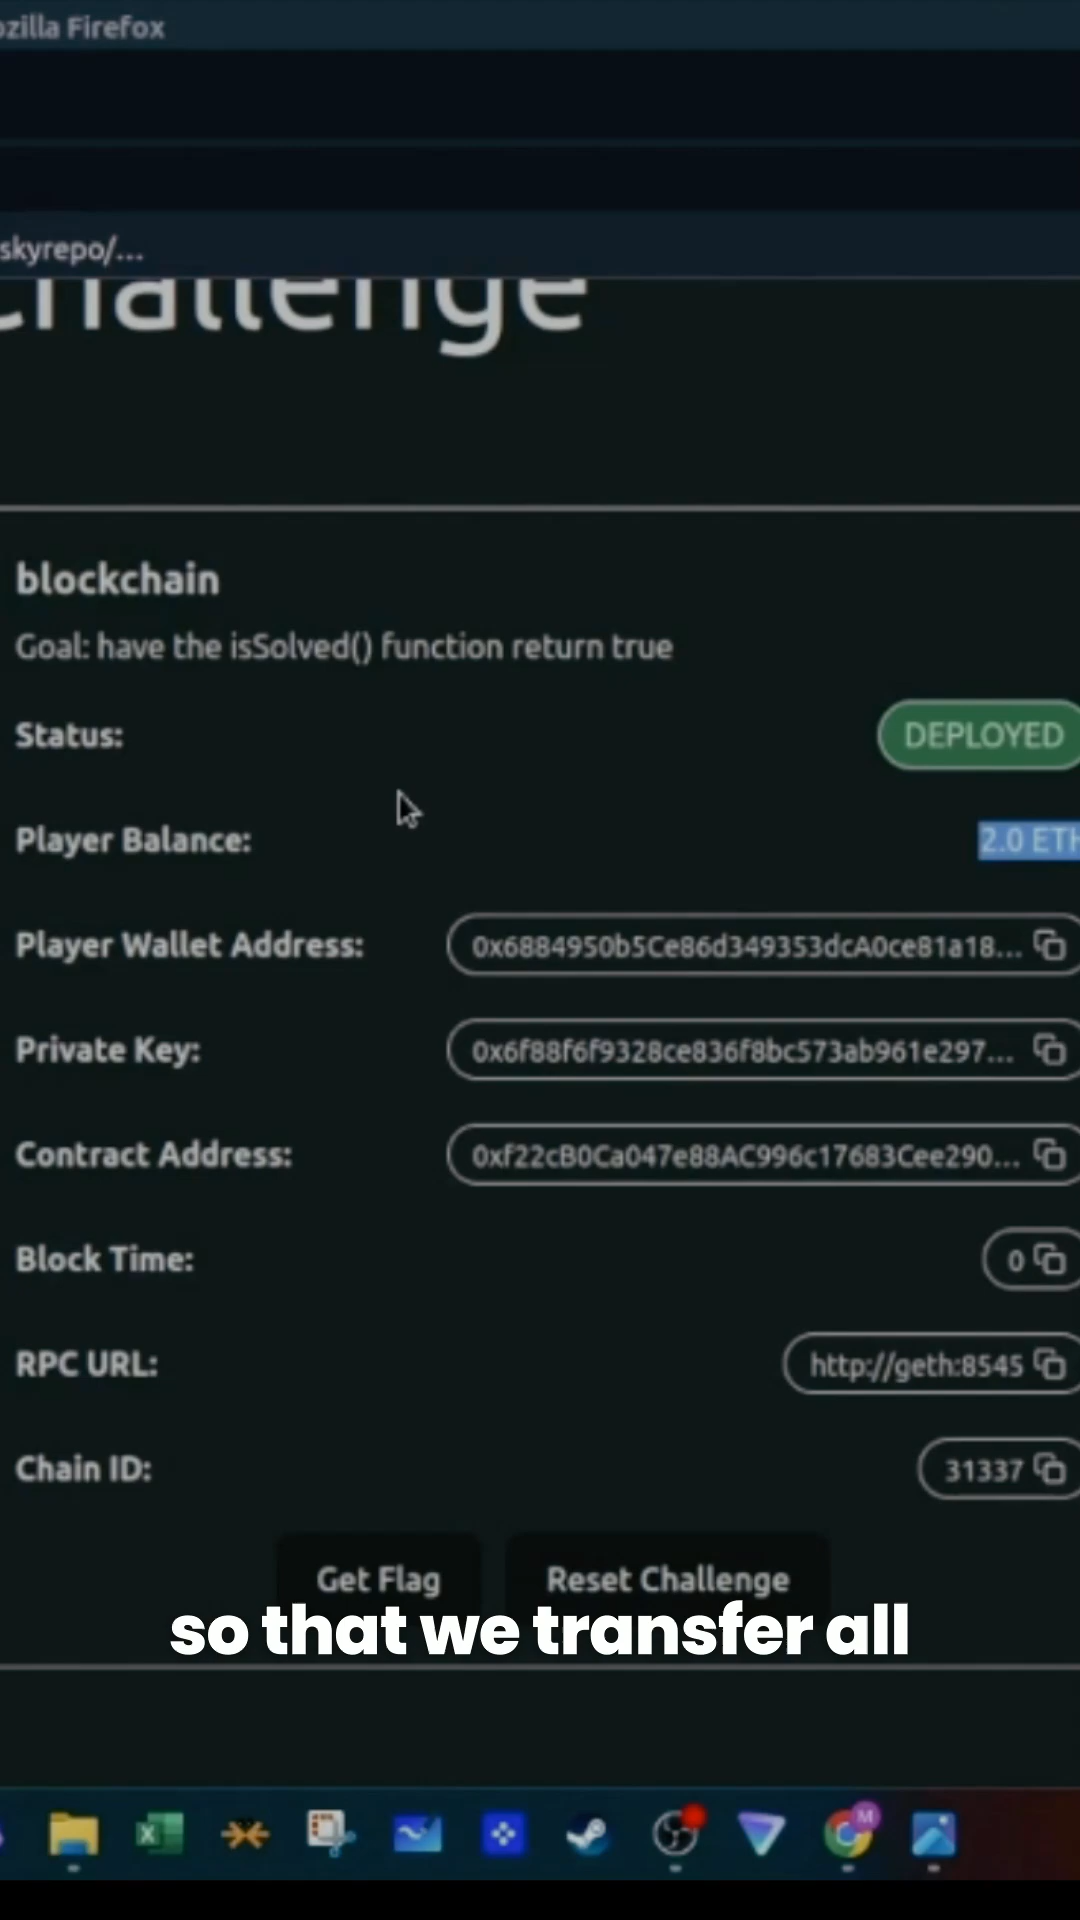 ozilla Firefox
skyrepo/...
challenge
blockchain
Goal: have the isSolved() function return true
Status:
DEPLOYED
Player Balance:
2.0 ETH
Player Wallet Address:
0x6884950b5Ce86d349353dcA0ce81a18...
Private Key:
0x6f88f6f9328ce836f8bc573ab961e297...
Contract Address:
0xf22cB0Ca047e88AC996c17683Cee290...
Block Time:
0
RPC URL:
http://geth:8545
Chain ID:
31337
Get Flag
Reset Challenge
so that we transfer all
M